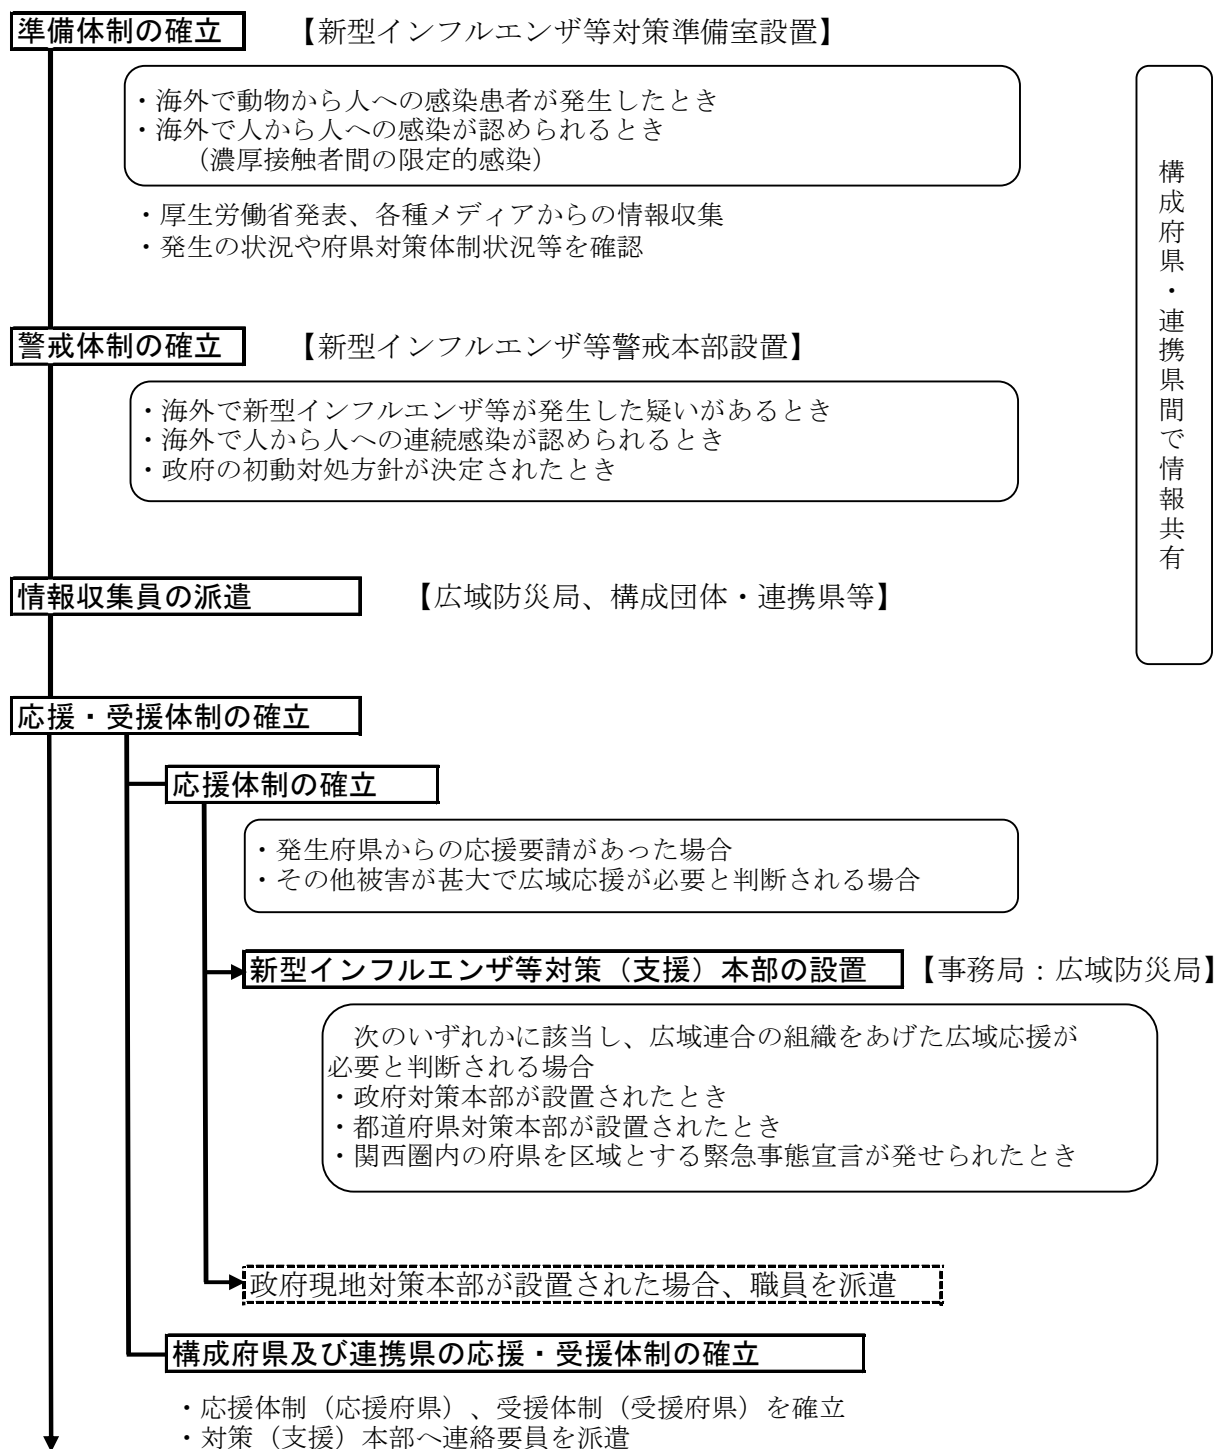 準備体制の確立 【新型インフルエンザ等対策準備室設置】
・海外で動物から人への感染患者が発生したとき
・海外で人から人への感染が認められるとき
（濃厚接触者間の限定的感染）
・厚生労働省発表、各種メディアからの情報収集
・発生の状況や府県対策体制状況等を確認
構成府県・連携県間で情報共有
警戒体制の確立 【新型インフルエンザ等警戒本部設置】
・海外で新型インフルエンザ等が発生した疑いがあるとき
・海外で人から人への連続感染が認められるとき
・政府の初動対処方針が決定されたとき
情報収集員の派遣 【広域防災局、構成団体・連携県等】
応援・受援体制の確立
応援体制の確立
・発生府県からの応援要請があった場合
・その他被害が甚大で広域応援が必要と判断される場合
新型インフルエンザ等対策（支援）本部の設置 【事務局：広域防災局】
次のいずれかに該当し、広域連合の組織をあげた広域応援が
必要と判断される場合
・政府対策本部が設置されたとき
・都道府県対策本部が設置されたとき
・関西圏内の府県を区域とする緊急事態宣言が発せられたとき
政府現地対策本部が設置された場合、職員を派遣
構成府県及び連携県の応援・受援体制の確立
・応援体制（応援府県）、受援体制（受援府県）を確立
・対策（支援）本部へ連絡要員を派遣